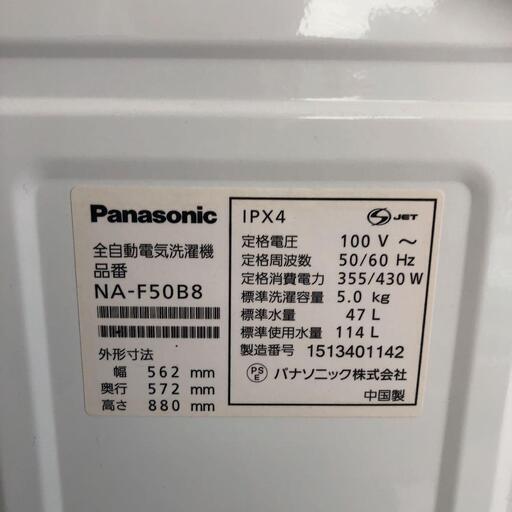 Panasonic
全自動電気洗濯機
品番
NA-F50B8
外形寸法
幅 562 mm
奥行 572 mm
高さ 880 mm
IPX4
S JET
定格電圧 100 V ～
定格周波数 50/60 Hz
定格消費電力 355/430 W
標準洗濯容量 5.0 kg
標準水量 47 L
標準使用水量 114 L
製造番号 1513401142
PS E パナソニック株式会社
中国製